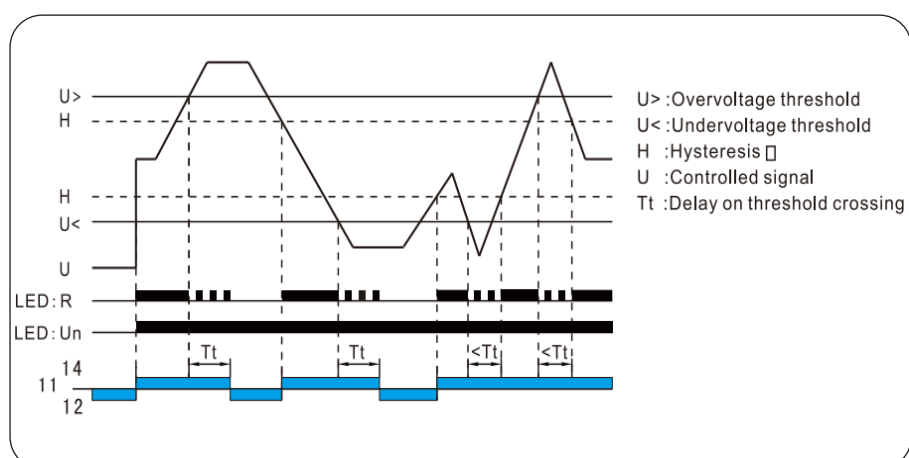 U>
H
H
U<
U
LED: R
LED: Un
Tt
Tt
<Tt
<Tt
14
11
12
U> :Overvoltage threshold
U< :Undervoltage threshold
H :Hysteresis □
U :Controlled signal
Tt :Delay on threshold crossing